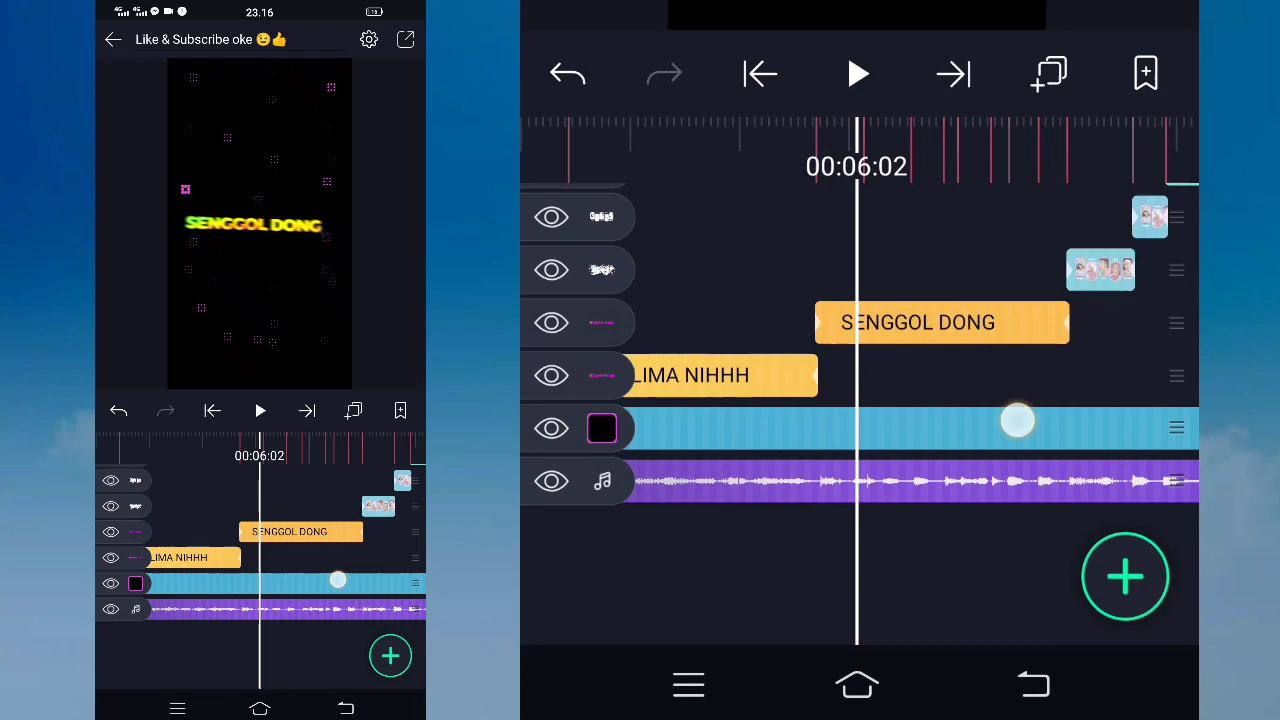 23.16
15
Like & Subscribe oke 😉👍
SENGGOL DONG
00:06:02
SENGGOL DONG
LIMA NIHHH
00:06:02
SENGGOL DONG
LIMA NIHHH